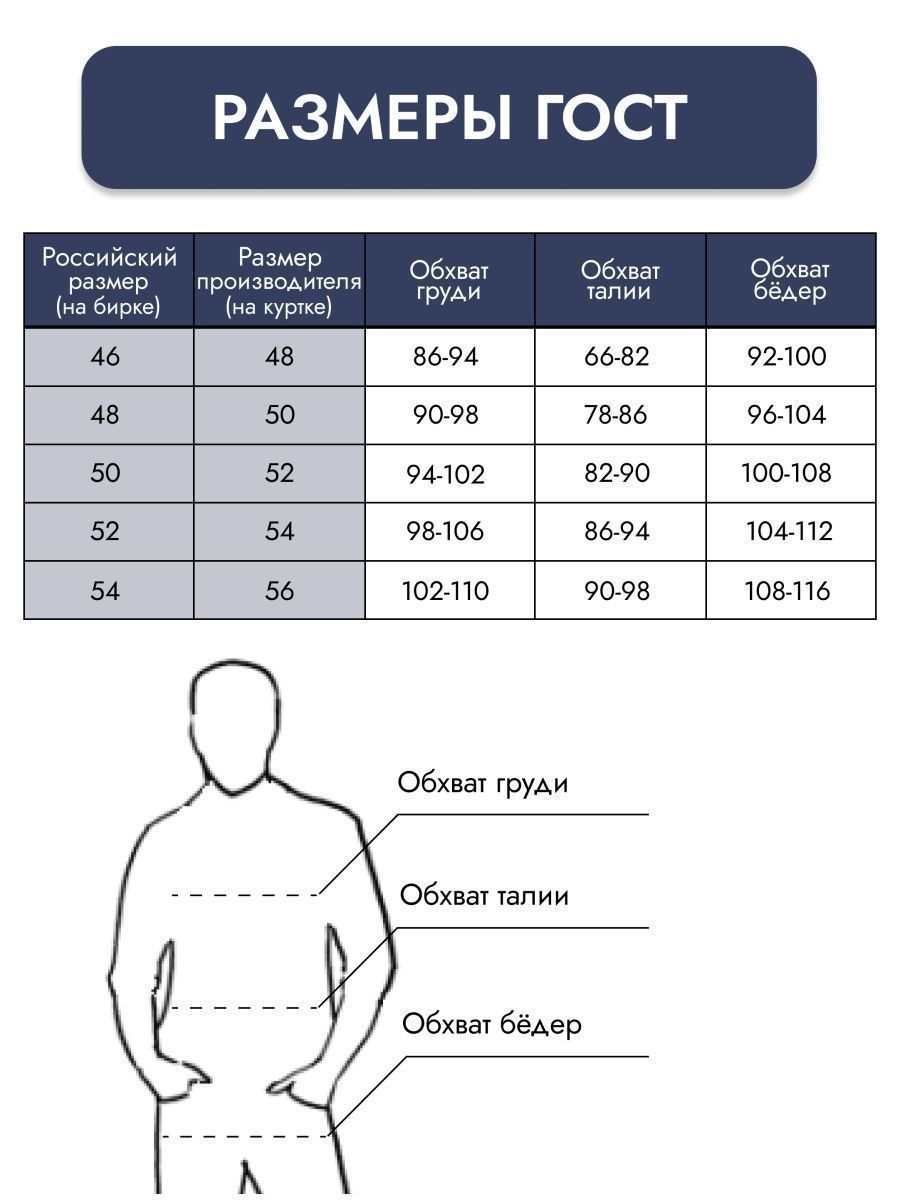 РАЗМЕРЫ ГОСТ
Российский размер (на бирке) Размер производителя (на куртке) Обхват груди Обхват талии Обхват бёдер
46 48 86-94 66-82 92-100
48 50 90-98 78-86 96-104
50 52 94-102 82-90 100-108
52 54 98-106 86-94 104-112
54 56 102-110 90-98 108-116
Обхват груди
Обхват талии
Обхват бёдер